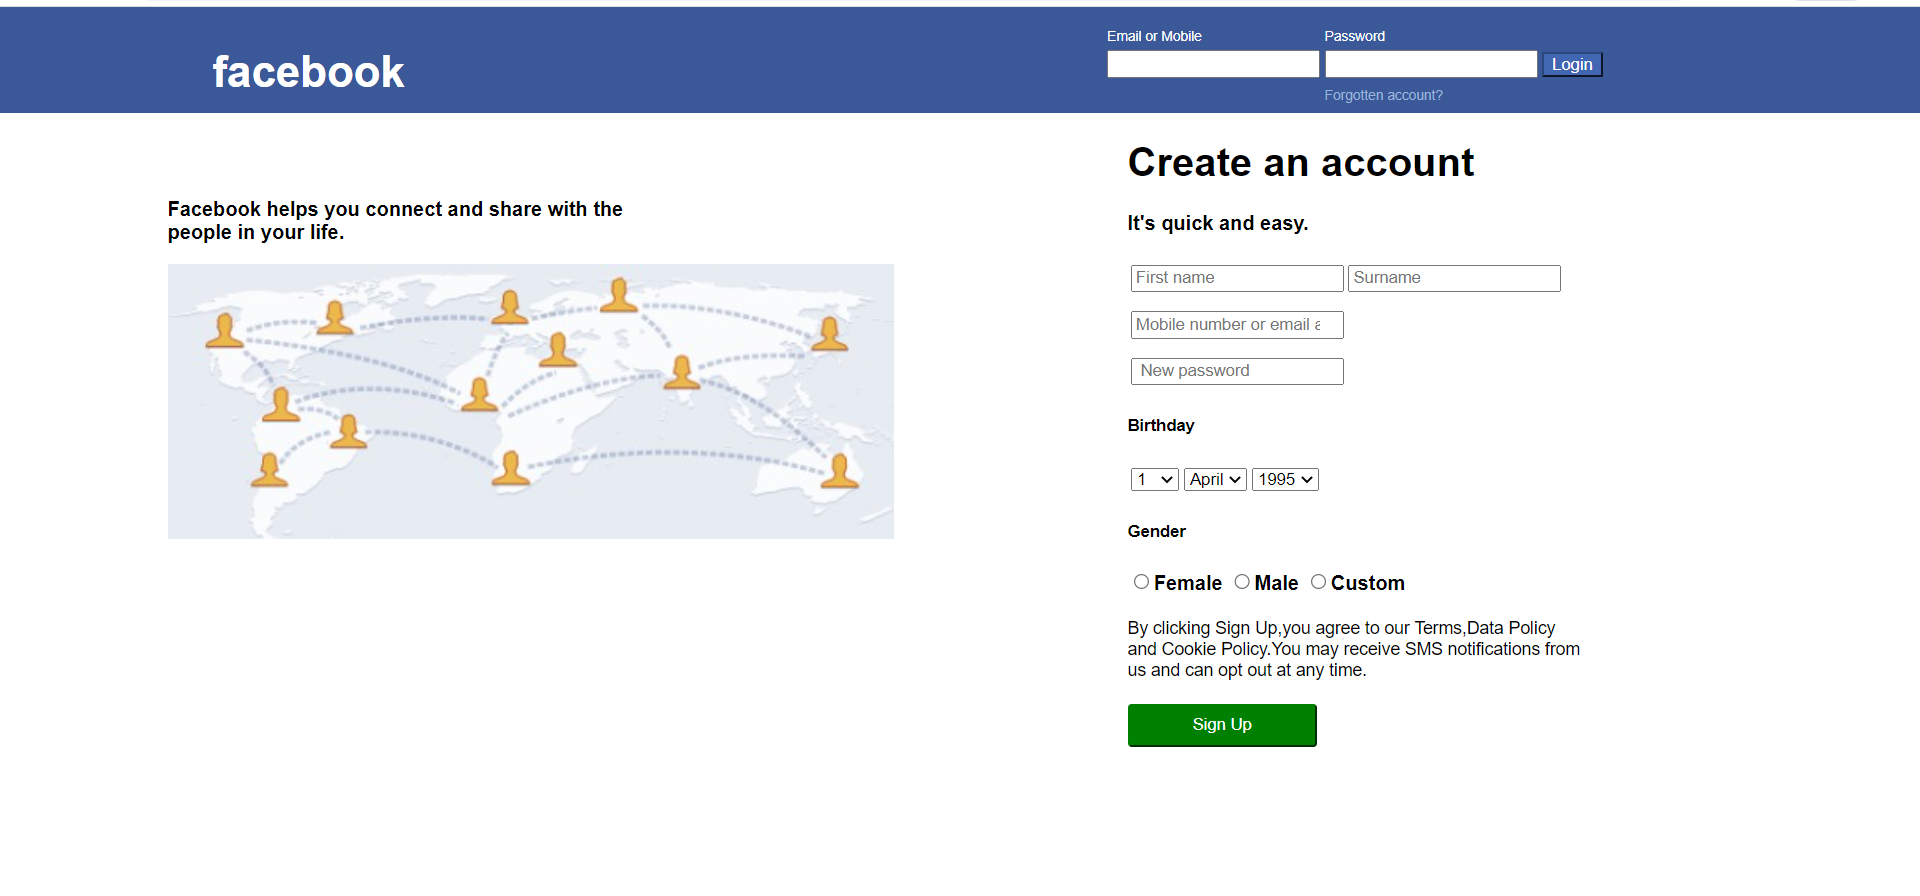 Email or Mobile Password
facebook
Login
Forgotten account?
Create an account
Facebook helps you connect and share with the
people in your life.
It's quick and easy.
First name Surname
Mobile number or email a
New password
Birthday
1 April 1995
Gender
Female Male Custom
By clicking Sign Up,you agree to our Terms,Data Policy
and Cookie Policy.You may receive SMS notifications from
us and can opt out at any time.
Sign Up